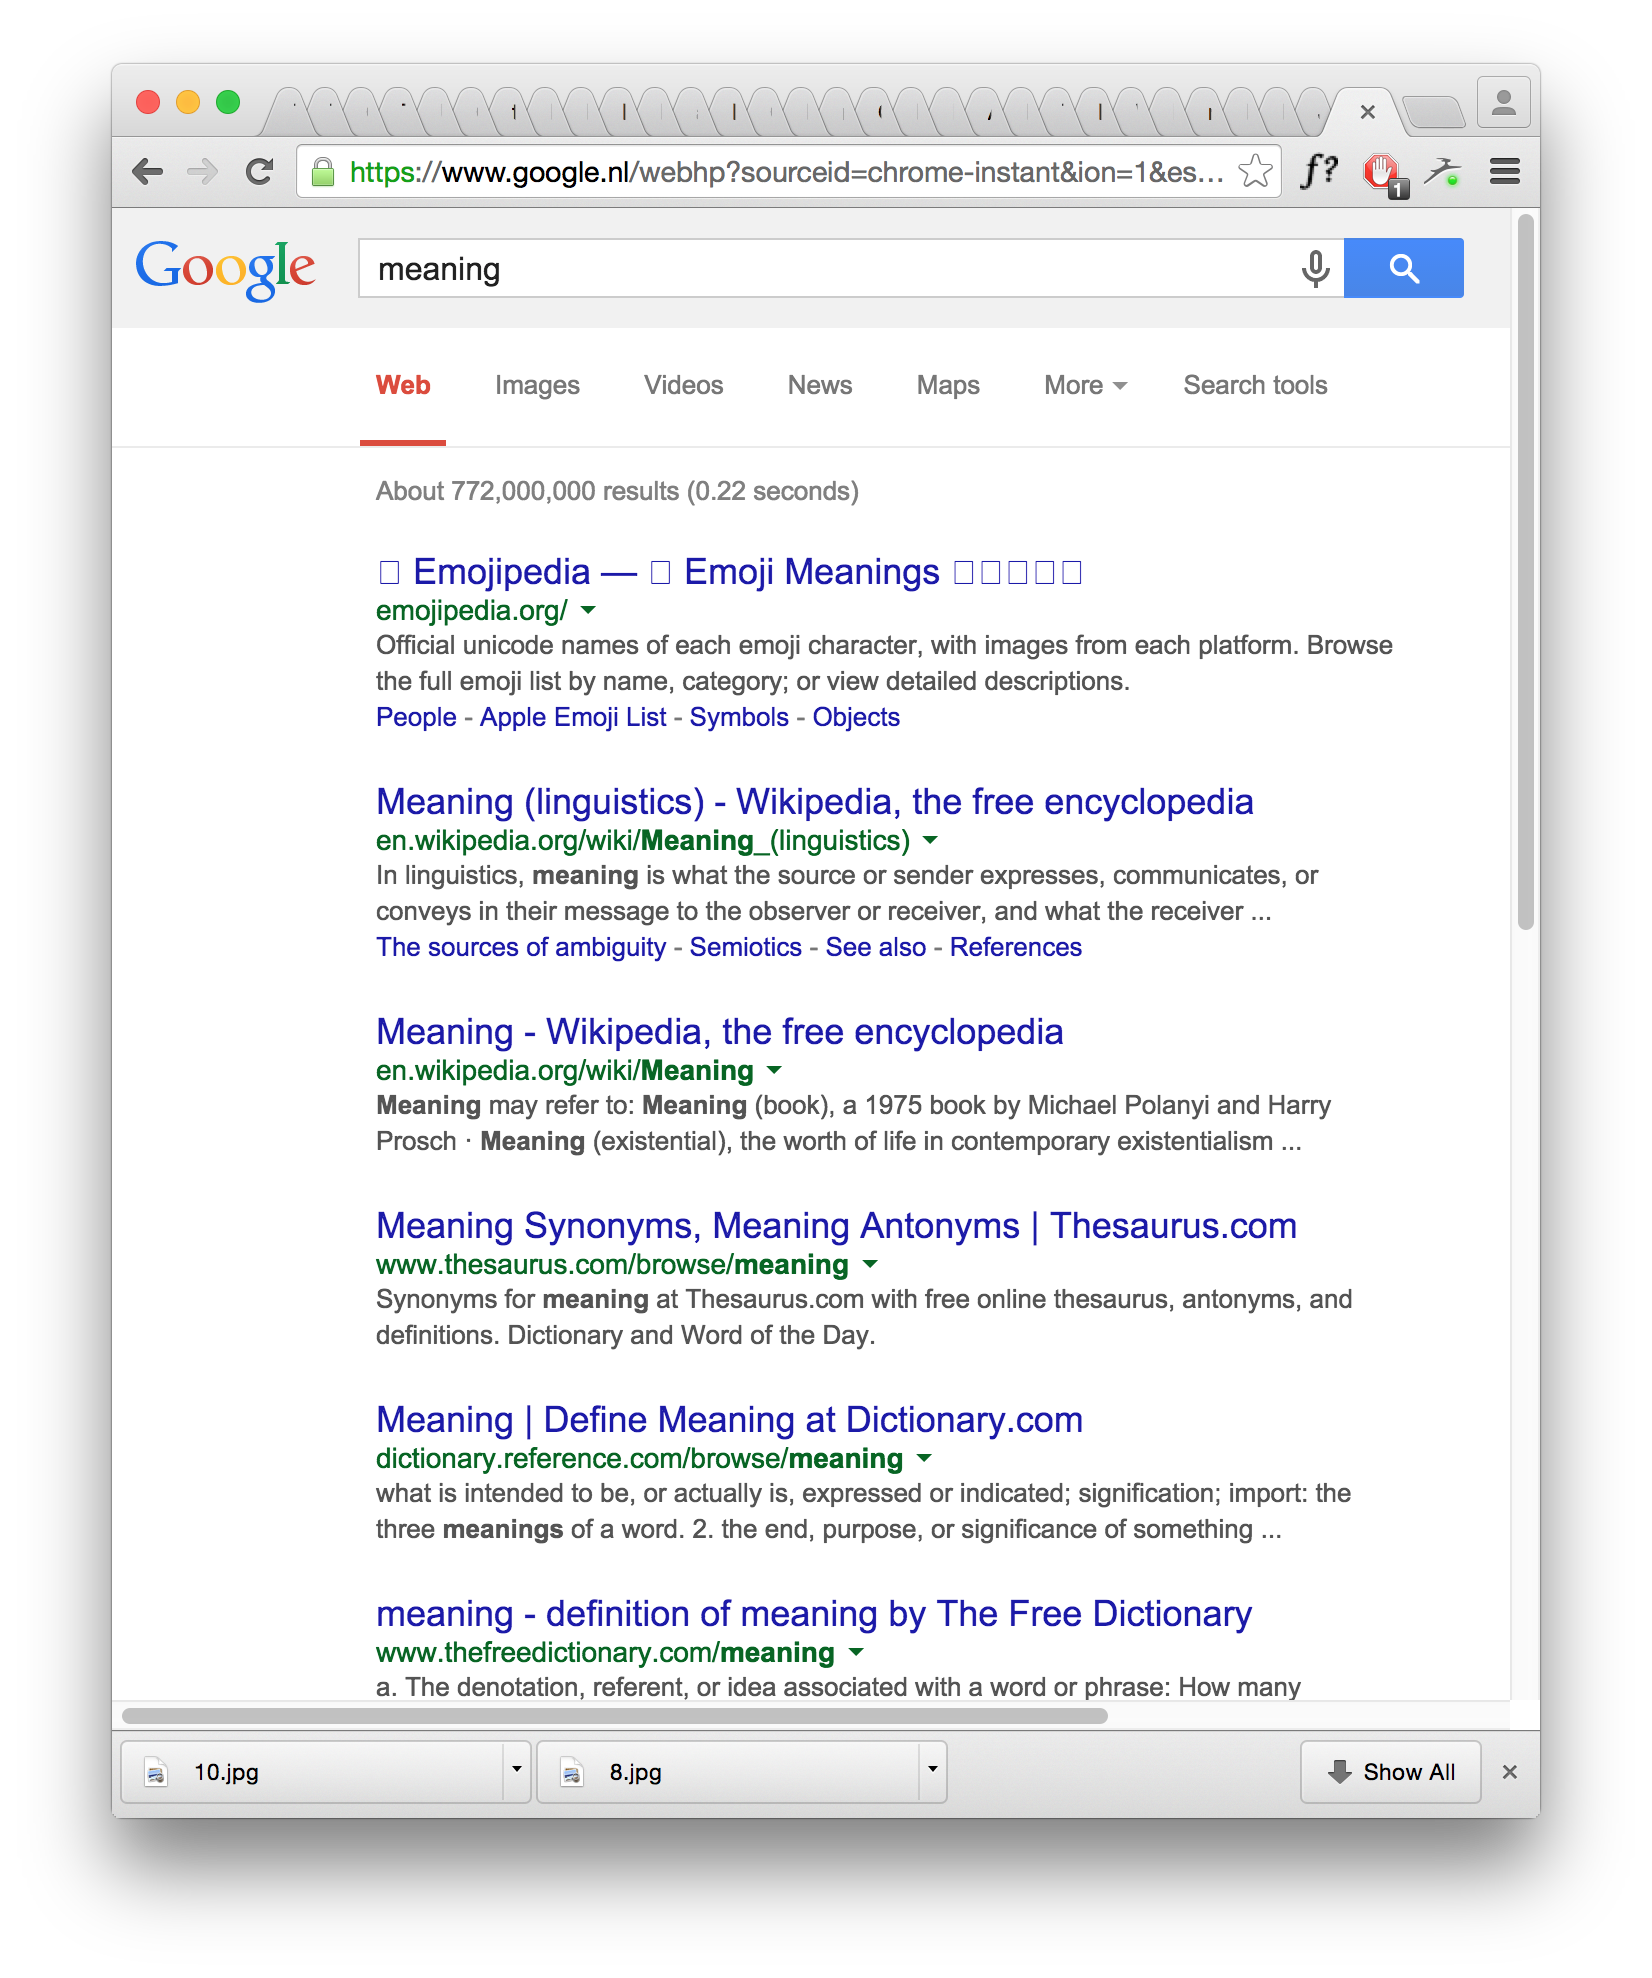 https://www.google.nl/webhp?sourceid=chrome-instant&ion=1&es...
f?
1
Google
meaning
Web Images Videos News Maps More Search tools
About 772,000,000 results (0.22 seconds)
□ Emojipedia — □ Emoji Meanings □□□□□
emojipedia.org/
Official unicode names of each emoji character, with images from each platform. Browse
the full emoji list by name, category; or view detailed descriptions.
People - Apple Emoji List - Symbols - Objects
Meaning (linguistics) - Wikipedia, the free encyclopedia
en.wikipedia.org/wiki/Meaning_(linguistics)
In linguistics, meaning is what the source or sender expresses, communicates, or
conveys in their message to the observer or receiver, and what the receiver ...
The sources of ambiguity - Semiotics - See also - References
Meaning - Wikipedia, the free encyclopedia
en.wikipedia.org/wiki/Meaning
Meaning may refer to: Meaning (book), a 1975 book by Michael Polanyi and Harry
Prosch · Meaning (existential), the worth of life in contemporary existentialism ...
Meaning Synonyms, Meaning Antonyms | Thesaurus.com
www.thesaurus.com/browse/meaning
Synonyms for meaning at Thesaurus.com with free online thesaurus, antonyms, and
definitions. Dictionary and Word of the Day.
Meaning | Define Meaning at Dictionary.com
dictionary.reference.com/browse/meaning
what is intended to be, or actually is, expressed or indicated; signification; import: the
three meanings of a word. 2. the end, purpose, or significance of something ...
meaning - definition of meaning by The Free Dictionary
www.thefreedictionary.com/meaning
a. The denotation, referent, or idea associated with a word or phrase: How many
10.jpg
8.jpg
Show All